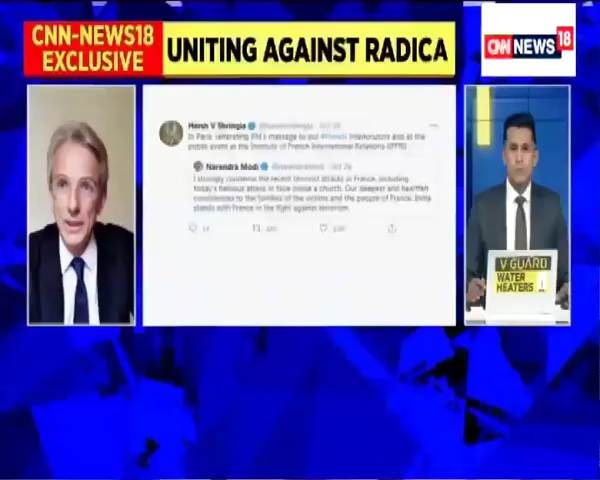 CNN-NEWS18
EXCLUSIVE
UNITING AGAINST RADICA
CNN NEWS 18
Harsh V Shringla
In Paris, reiterating PM's message to our #French interlocutors and at the
public event at the Institute of French International Relations (IFRI)
Narendra Modi
I strongly condemn the recent terrorist attacks in France, including
today's heinous attack in Nice inside a church. Our deepest and heartfelt
condolences to the families of the victims and the people of France. India
stands with France in the fight against terrorism.
V-GUARD
WATER
HEATERS